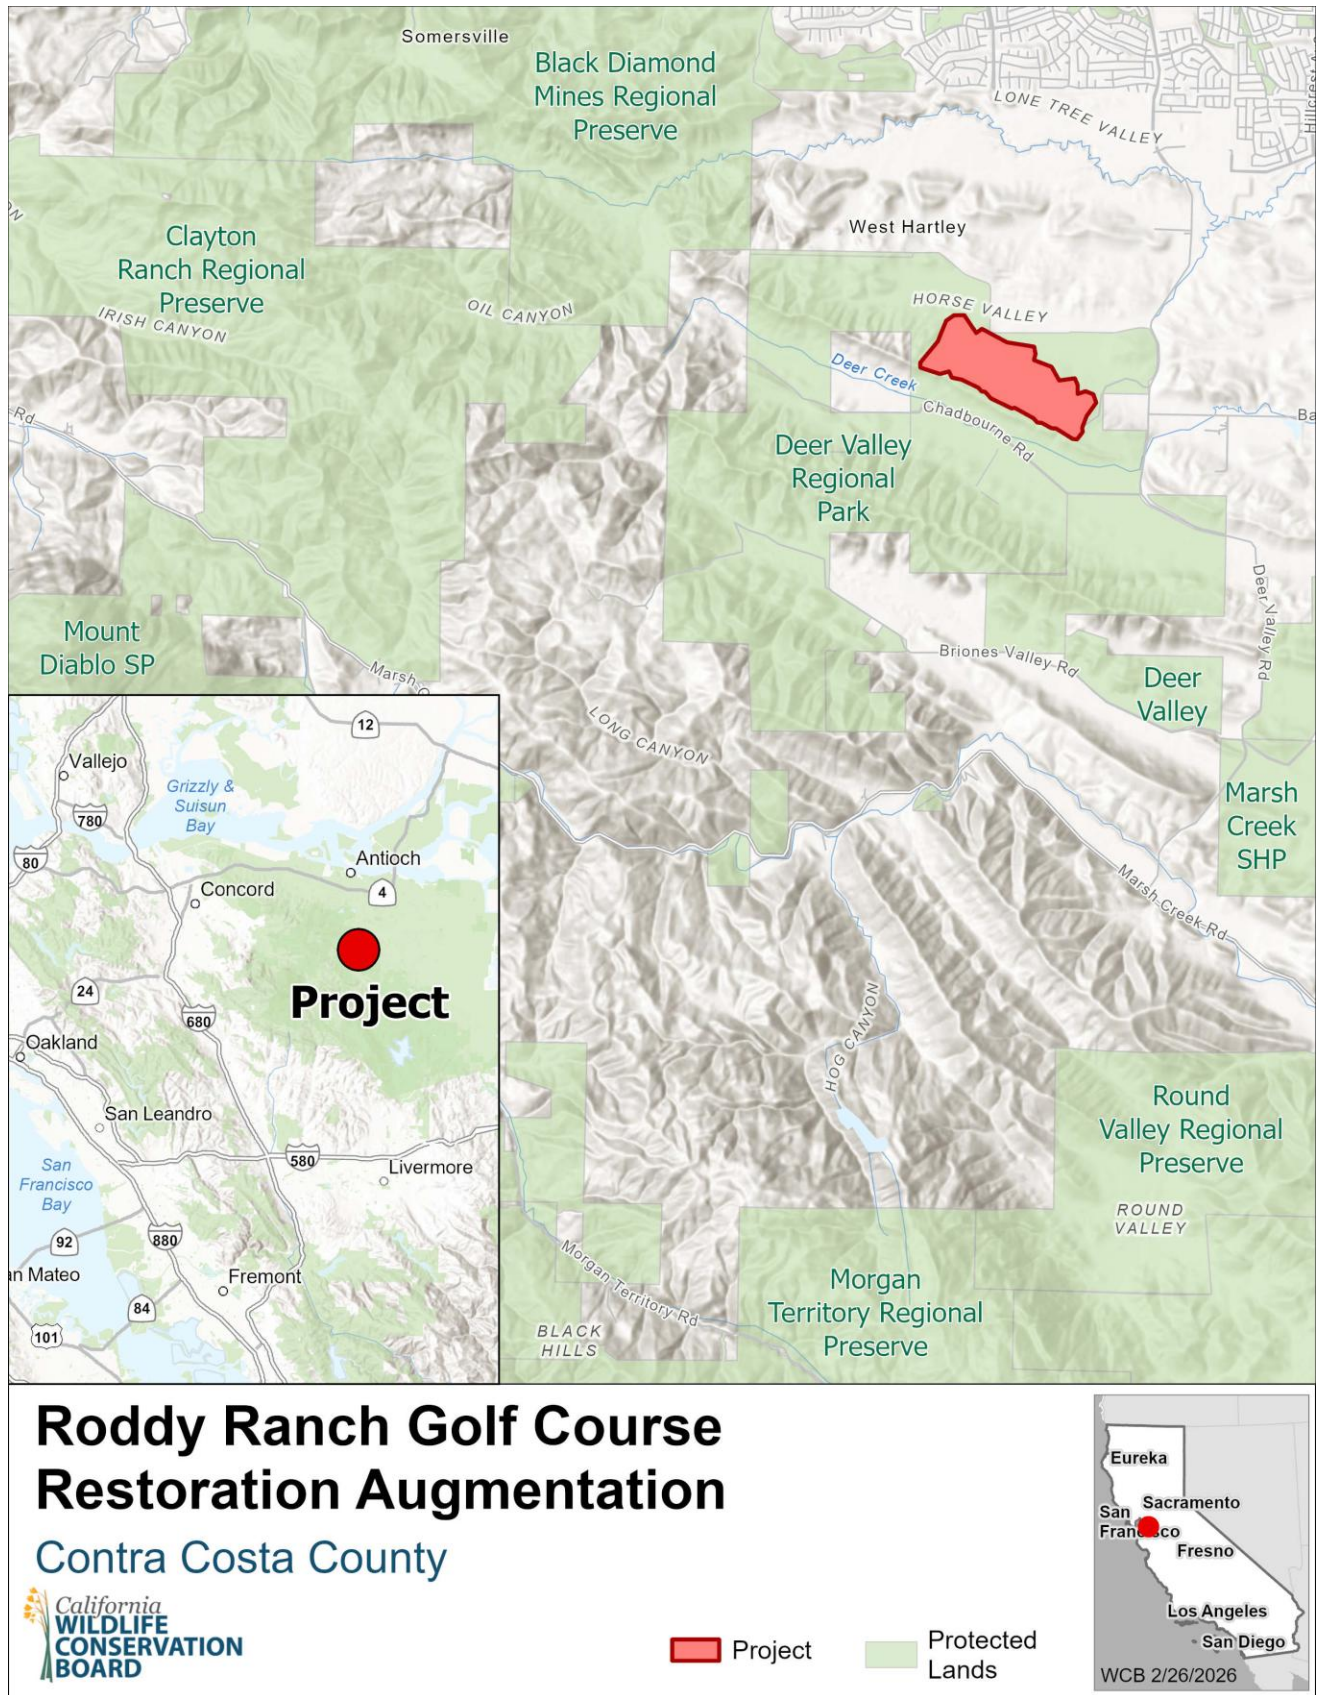 Somersville
Black Diamond
Mines Regional
Preserve
LONE TREE VALLEY
Hillcrest A
West Hartley
Clayton
Ranch Regional
Preserve
IRISH CANYON
OIL CANYON
HORSE VALLEY
Deer Creek
Chadbourne Rd
Ba
Rd
Deer Valley
Regional
Park
Deer Valley Rd
Mount
Diablo SP
Marsh C
Briones Valley Rd
Deer
Valley
LONG CANYON
Marsh
Creek
SHP
Marsh Creek Rd
HOG CANYON
Round
Valley Regional
Preserve
ROUND
VALLEY
Morgan Territory Rd
Morgan
Territory Regional
Preserve
BLACK
HILLS
12
Vallejo
Grizzly &
Suisun
Bay
780
80
Antioch
4
Concord
Project
24
680
Oakland
San Leandro
580
Livermore
San
Francisco
Bay
92
880
an Mateo
Fremont
84
101
Roddy Ranch Golf Course
Restoration Augmentation
Contra Costa County
California
WILDLIFE
CONSERVATION
BOARD
Project
Protected
Lands
Eureka
Sacramento
San
Francisco
Fresno
Los Angeles
San Diego
WCB 2/26/2026